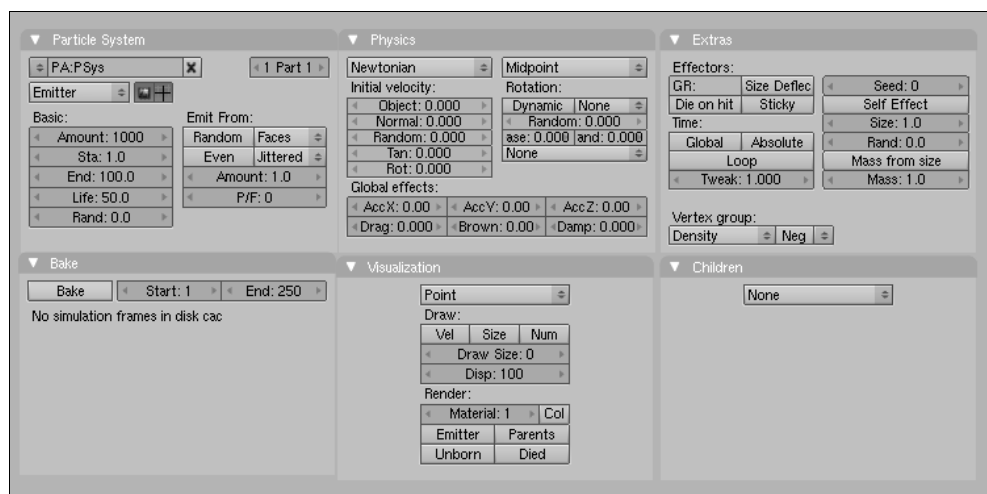 Particle System
PA:PSys
1 Part 1
Emitter
Basic:
Emit From:
Amount: 1000
Random Faces
Sta: 1.0
Even Jittered
End: 100.0
Amount: 1.0
Life: 50.0
P/F: 0
Rand: 0.0
Physics
Newtonian
Midpoint
Initial velocity:
Rotation:
Object: 0.000
Dynamic None
Normal: 0.000
Random: 0.000
Random: 0.000
ase: 0.000 and: 0.000
Tan: 0.000
None
Rot: 0.000
Global effects:
AccX: 0.00 AccY: 0.00 AccZ: 0.00
Drag: 0.000 Brown: 0.00 Damp: 0.000
Extras
Effectors:
GR: Size Deflec
Seed: 0
Die on hit Sticky
Self Effect
Time:
Size: 1.0
Global Absolute
Rand: 0.0
Loop
Mass from size
Tweak: 1.000
Mass: 1.0
Vertex group:
Density Neg
Bake
Bake Start: 1 End: 250
No simulation frames in disk cac
Visualization
Point
Draw:
Vel Size Num
Draw Size: 0
Disp: 100
Render:
Material: 1 Col
Emitter Parents
Unborn Died
Children
None